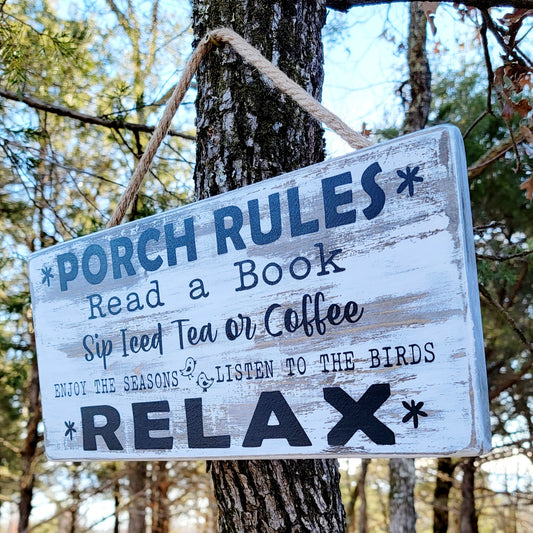 PORCH RULES
Read a Book
Sip Iced Tea or Coffee
ENJOY THE SEASONS LISTEN TO THE BIRDS
RELAX